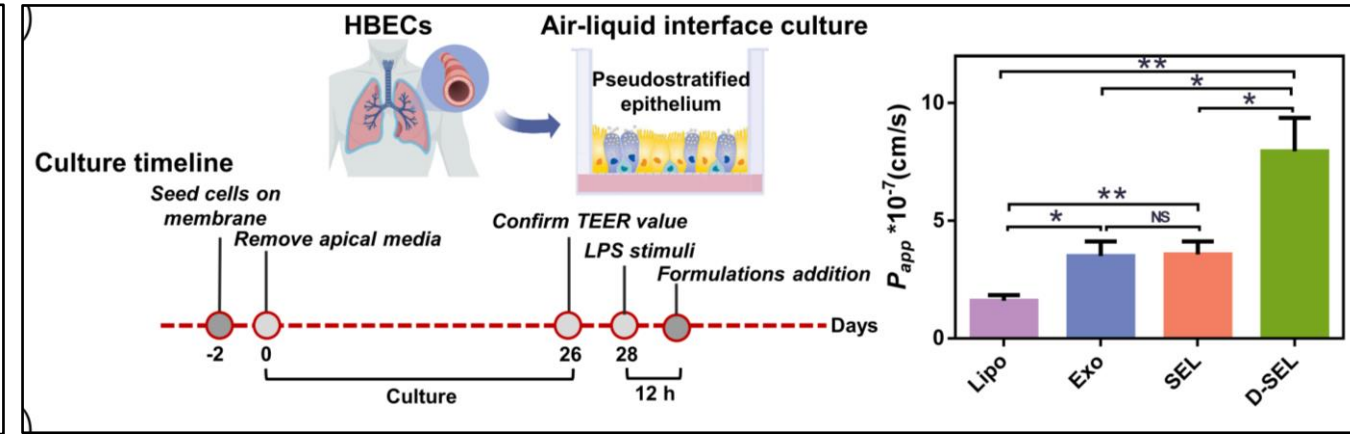 HBECs
Air-liquid interface culture
Pseudostratified
epithelium
Culture timeline
Seed cells on
membrane
Remove apical media
Confirm TEER value
LPS stimuli
Formulations addition
Days
-2
0
26
28
Culture
12 h
Papp *10-7(cm/s)
10
5
0
**
*
*
**
*
NS
Lipo
Exo
SEL
D-SEL